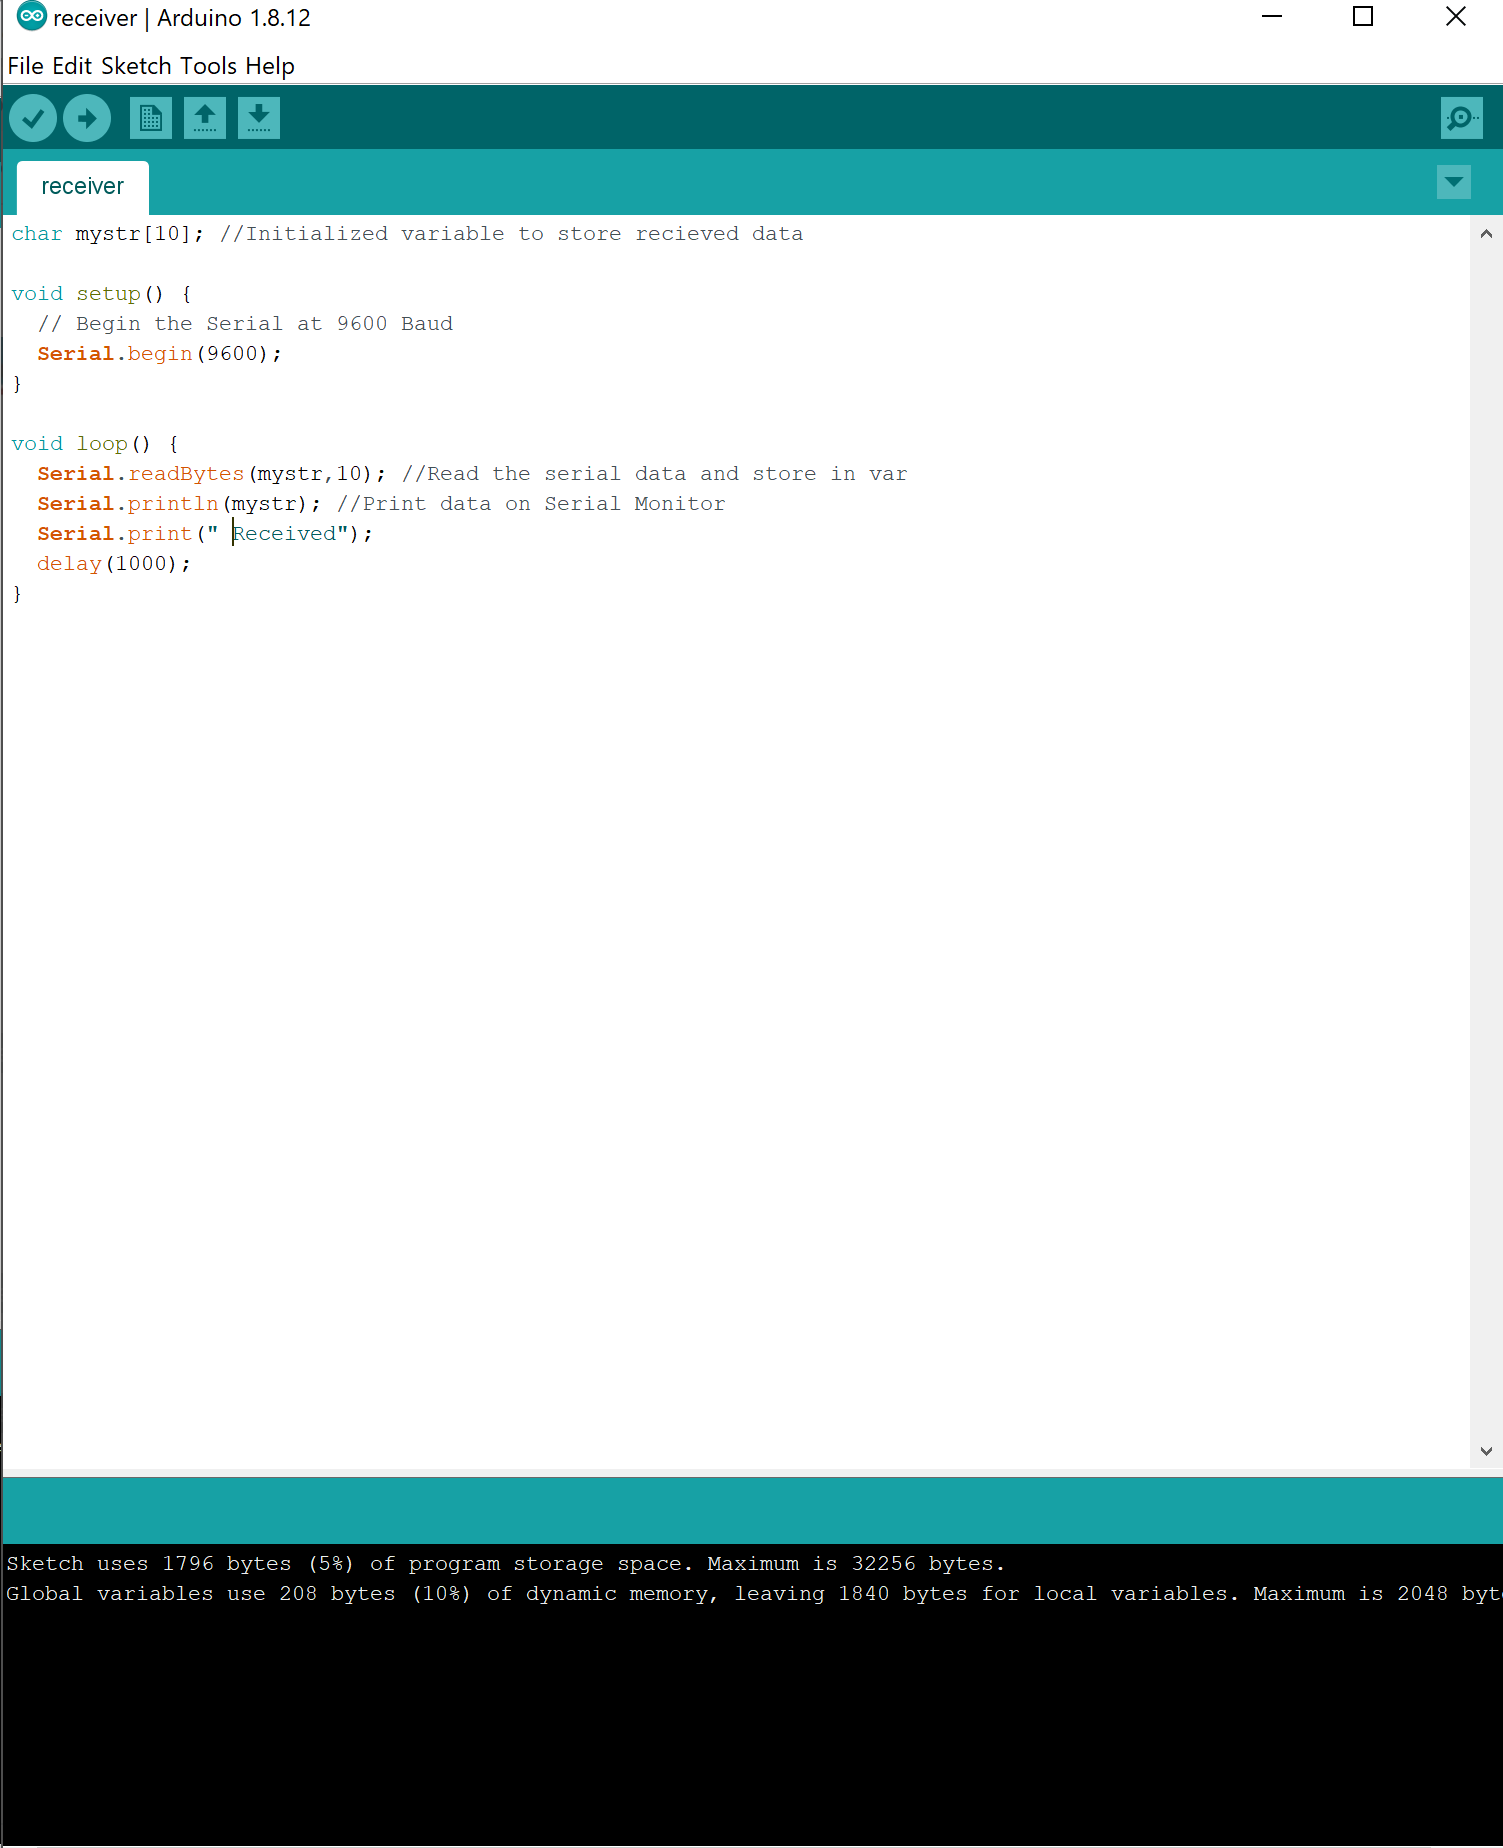 receiver | Arduino 1.8.12
File Edit Sketch Tools Help
receiver
char mystr[10]; //Initialized variable to store recieved data
void setup() {
  // Begin the Serial at 9600 Baud
  Serial.begin(9600);
}
void loop() {
  Serial.readBytes(mystr,10); //Read the serial data and store in var
  Serial.println(mystr); //Print data on Serial Monitor
  Serial.print(" Received");
  delay(1000);
}
Sketch uses 1796 bytes (5%) of program storage space. Maximum is 32256 bytes.
Global variables use 208 bytes (10%) of dynamic memory, leaving 1840 bytes for local variables. Maximum is 2048 byt